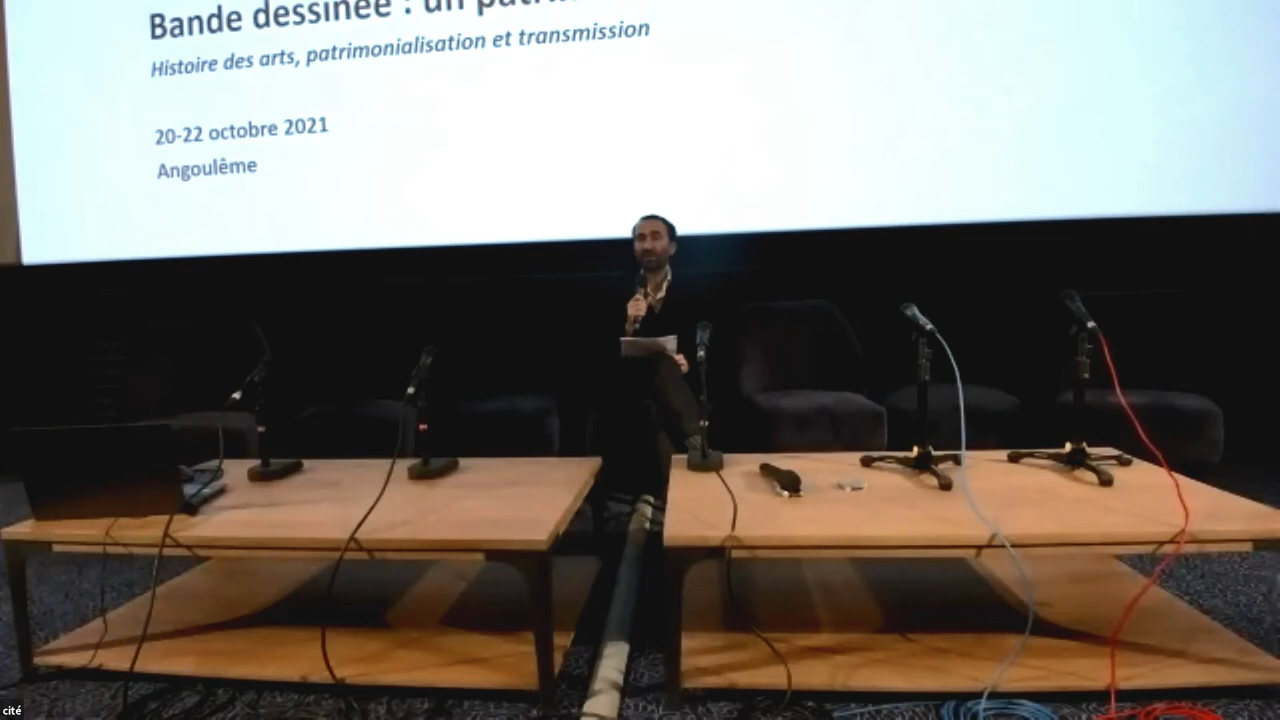 Bande dessinée : un
Histoire des arts, patrimonialisation et transmission
20-22 octobre 2021
Angoulême
cité